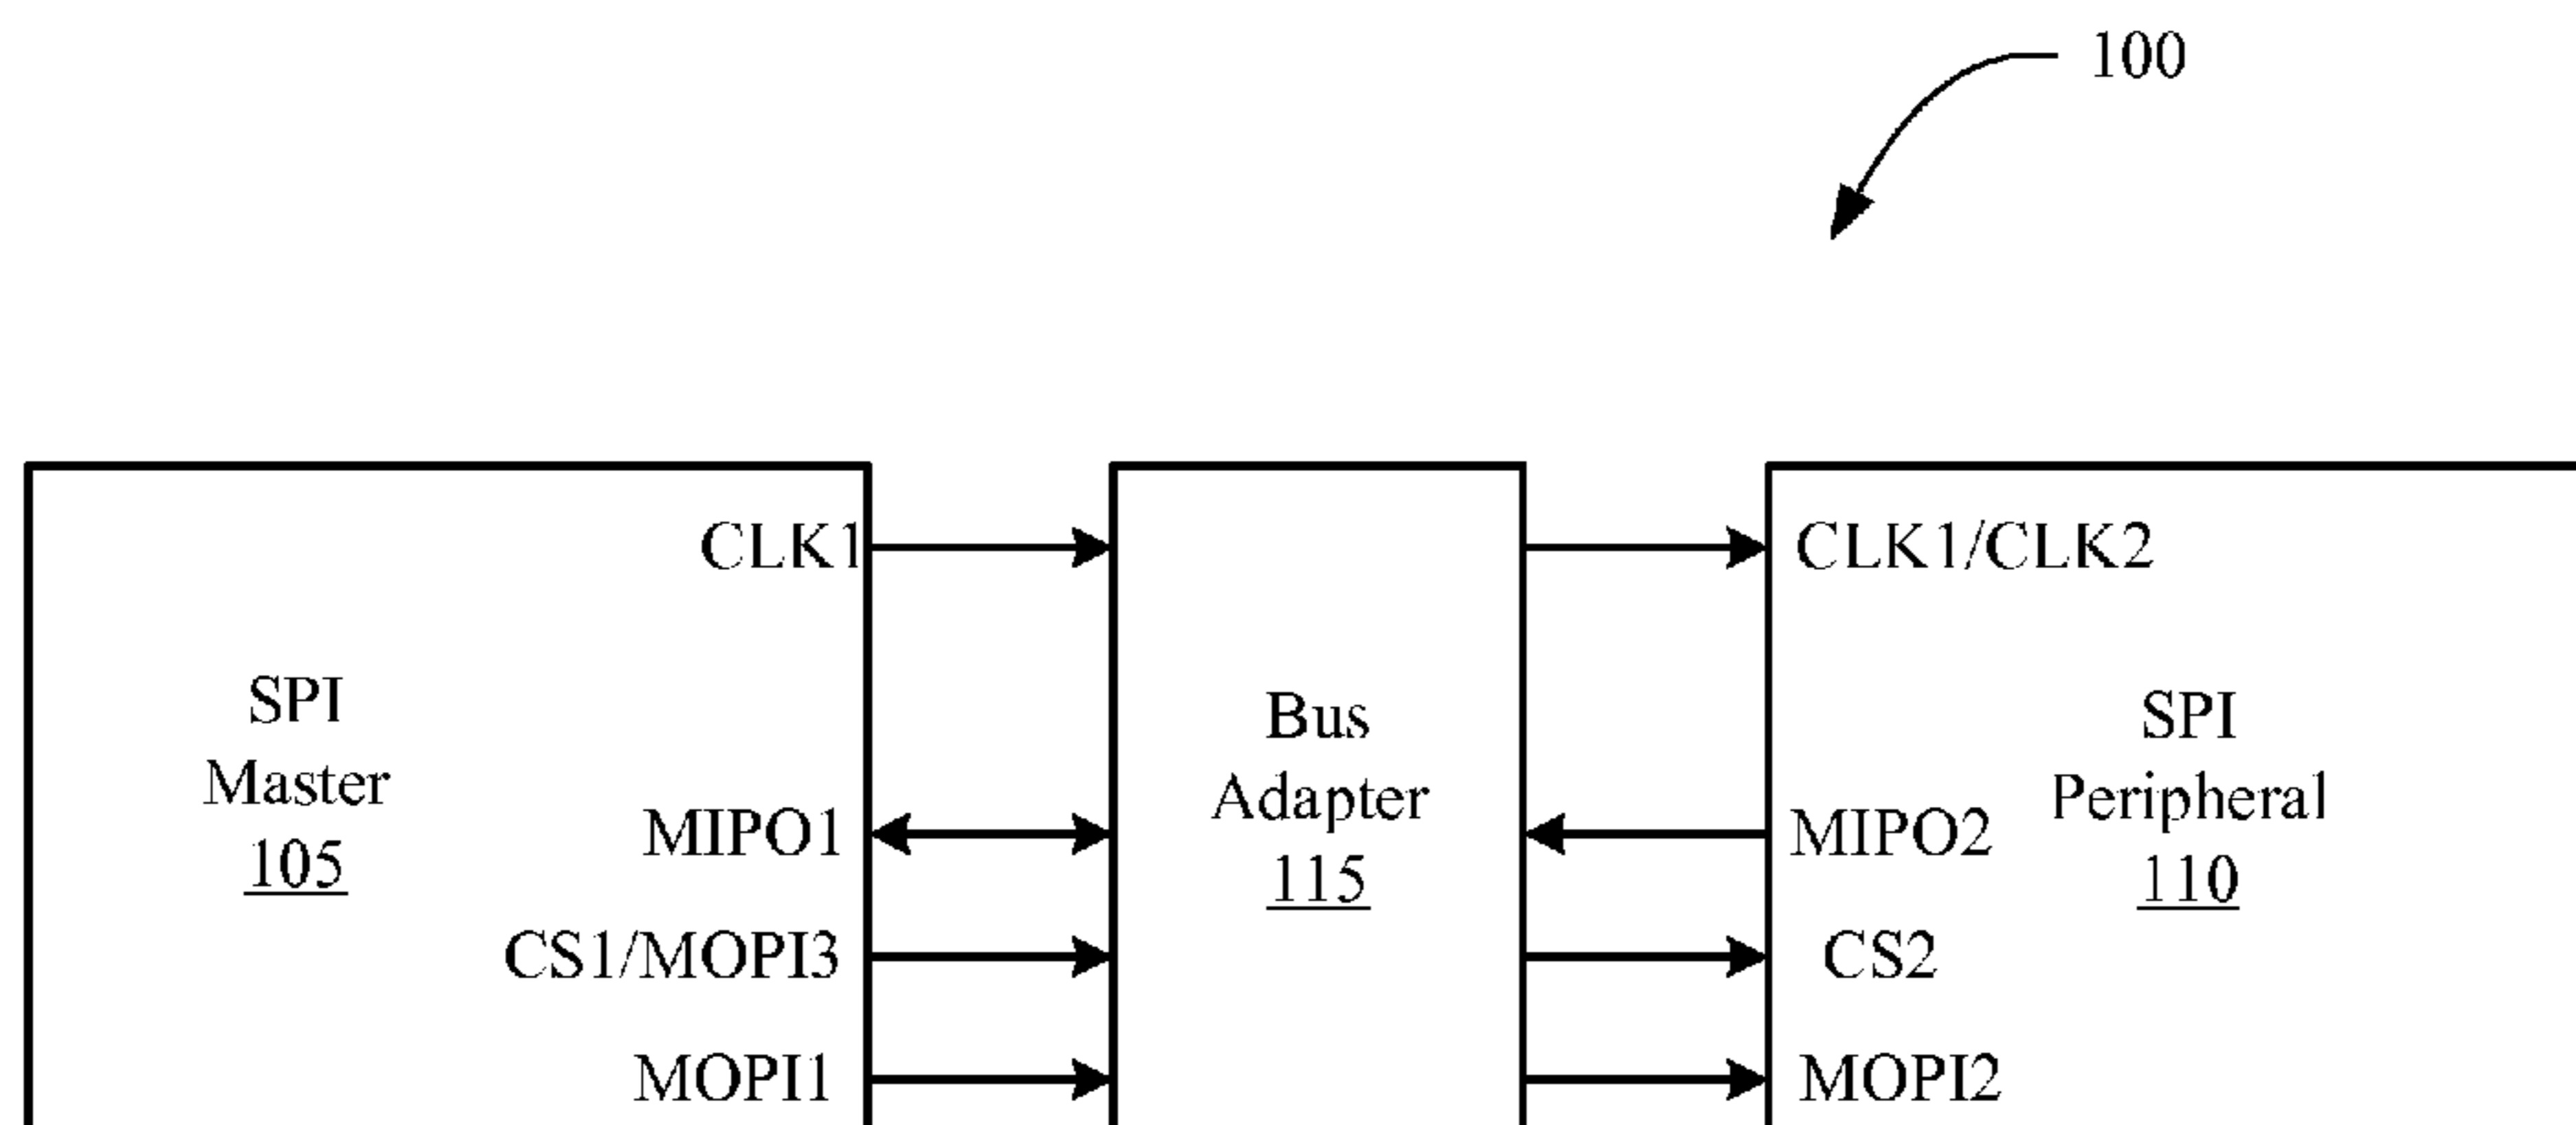 100
CLK1
CLK1/CLK2
SPI
Master
105
Bus
Adapter
115
SPI
Peripheral
110
MIPO1
MIPO2
CS1/MOPI3
CS2
MOPI1
MOPI2